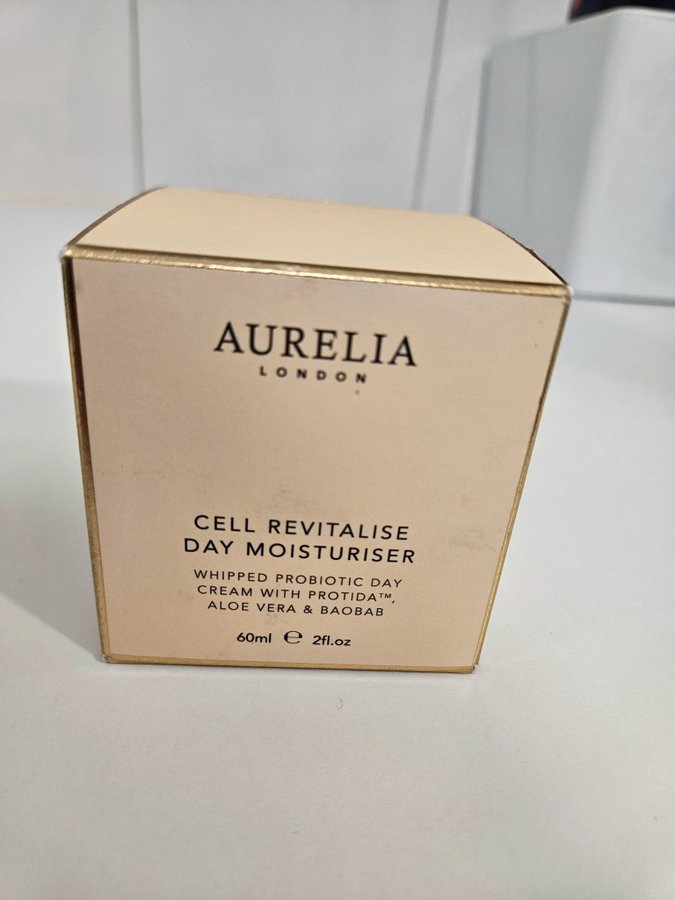 AURELIA
LONDON
CELL REVITALISE
DAY MOISTURISER
WHIPPED PROBIOTIC DAY
CREAM WITH PROTIDA™,
ALOE VERA & BAOBAB
60ml ℮ 2fl.oz